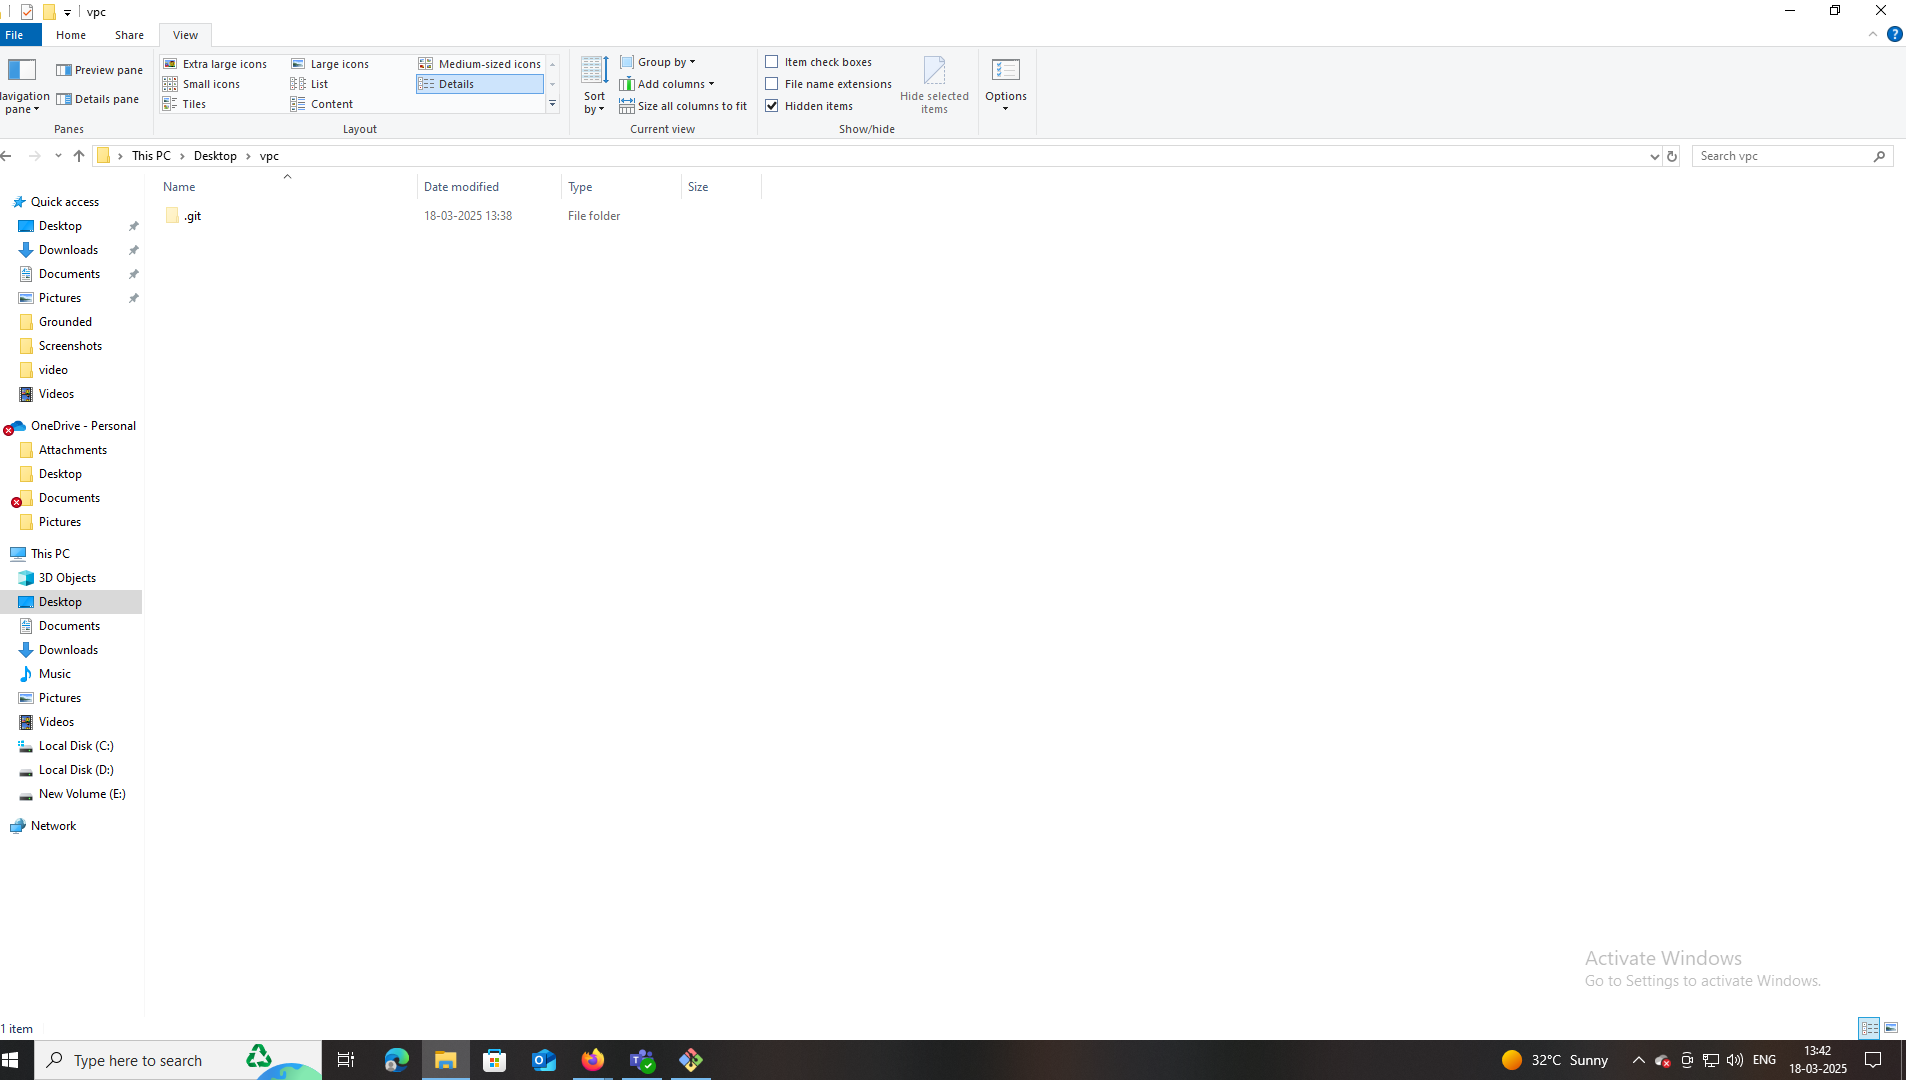 vpc
File Home Share View
Navigation pane
Preview pane
Details pane
Panes
Extra large icons Large icons Medium-sized icons
Small icons List Details
Tiles Content
Layout
Sort by
Group by
Add columns
Size all columns to fit
Current view
Item check boxes
File name extensions
Hidden items
Hide selected items
Show/hide
Options
This PC > Desktop > vpc
Search vpc
Name Date modified Type Size
.git 18-03-2025 13:38 File folder
Quick access
Desktop
Downloads
Documents
Pictures
Grounded
Screenshots
video
Videos
OneDrive - Personal
Attachments
Desktop
Documents
Pictures
This PC
3D Objects
Desktop
Documents
Downloads
Music
Pictures
Videos
Local Disk (C:)
Local Disk (D:)
New Volume (E:)
Network
Activate Windows
Go to Settings to activate Windows.
1 item
Type here to search
32°C Sunny
ENG
13:42
18-03-2025